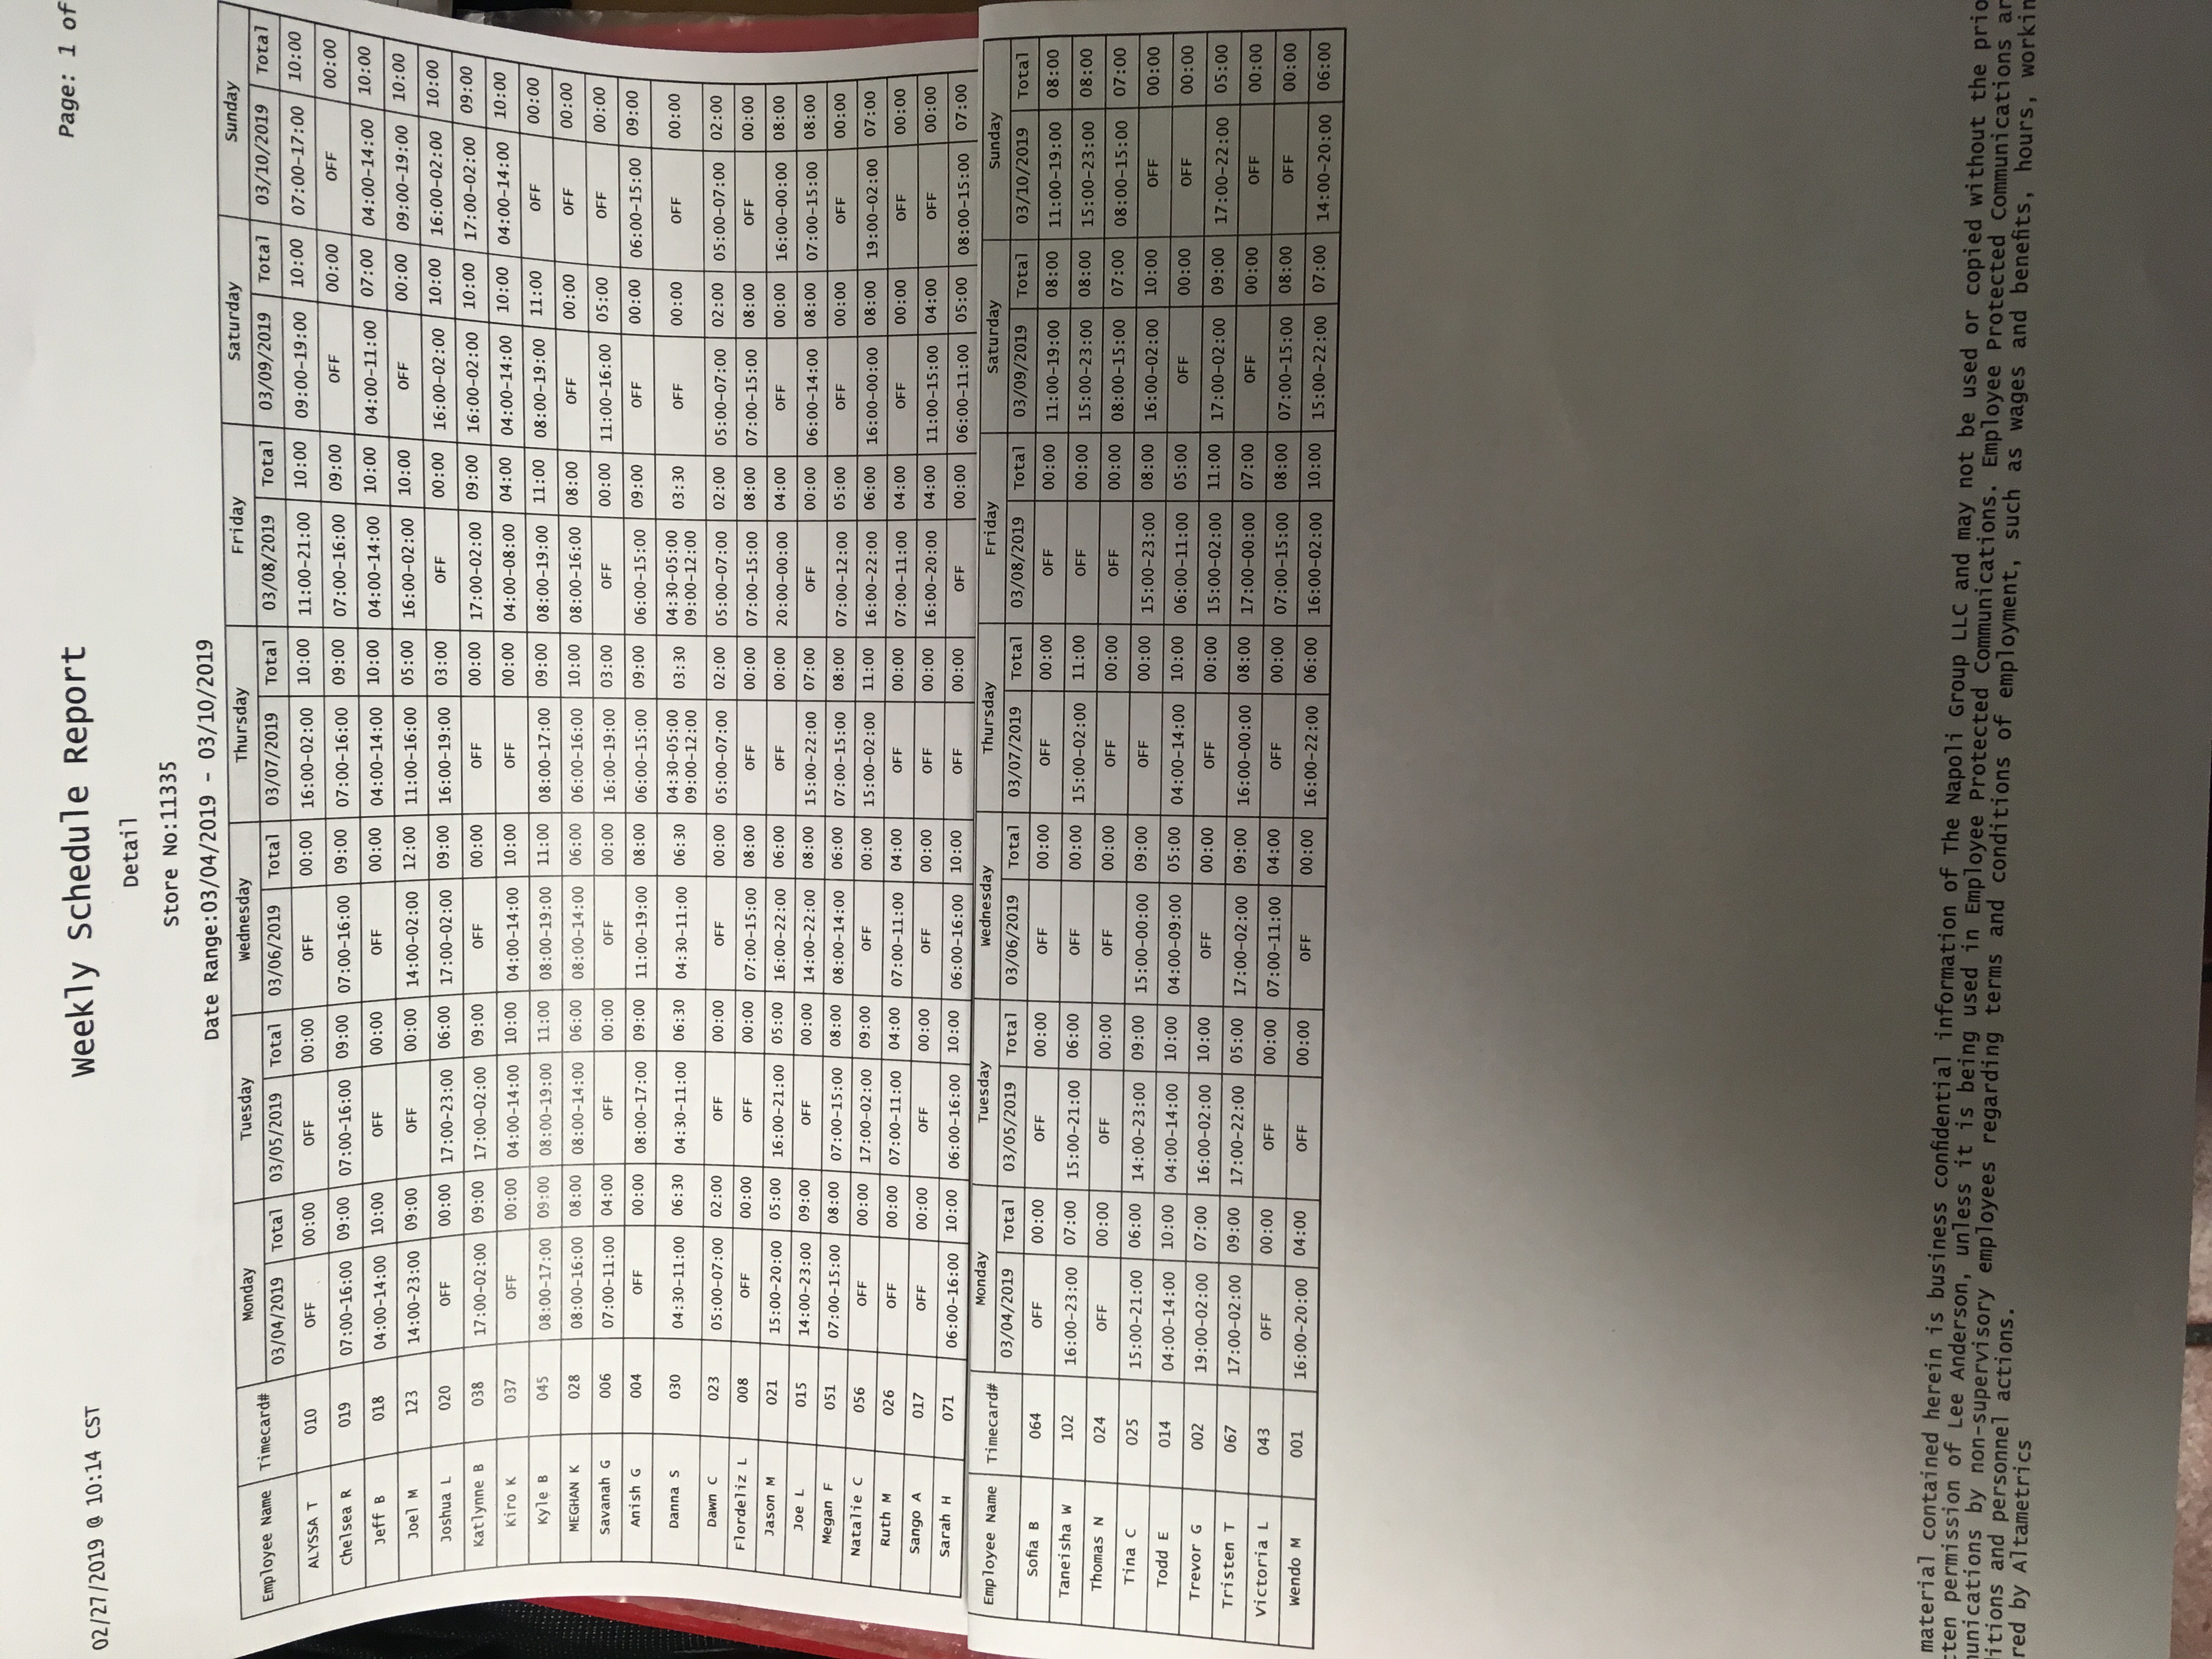 02/27/2019 @ 10:14 CST Weekly Schedule Report Page: 1 of
Detail
Store No:11335
Date Range:03/04/2019 - 03/10/2019
Employee Name Timecard# Monday Tuesday Wednesday Thursday Friday Saturday Sunday
03/04/2019 Total 03/05/2019 Total 03/06/2019 Total 03/07/2019 Total 03/08/2019 Total 03/09/2019 Total 03/10/2019 Total
ALYSSA T 010 OFF 00:00 OFF 00:00 OFF 00:00 16:00-02:00 10:00 11:00-21:00 10:00 09:00-19:00 10:00 07:00-17:00 10:00
Chelsea R 019 07:00-16:00 09:00 07:00-16:00 09:00 07:00-16:00 09:00 07:00-16:00 09:00 07:00-16:00 09:00 OFF 00:00 OFF 00:00
Jeff B 018 04:00-14:00 10:00 OFF 00:00 OFF 00:00 04:00-14:00 10:00 04:00-14:00 10:00 04:00-11:00 07:00 04:00-14:00 10:00
Joel M 123 14:00-23:00 09:00 OFF 00:00 14:00-02:00 12:00 11:00-16:00 05:00 16:00-02:00 10:00 OFF 00:00 09:00-19:00 10:00
Joshua L 020 OFF 00:00 17:00-23:00 06:00 17:00-02:00 09:00 16:00-19:00 03:00 OFF 00:00 16:00-02:00 10:00 16:00-02:00 10:00
Katlynne B 038 17:00-02:00 09:00 17:00-02:00 09:00 OFF 00:00 OFF 00:00 17:00-02:00 09:00 16:00-02:00 10:00 17:00-02:00 09:00
Kiro K 037 OFF 00:00 04:00-14:00 10:00 04:00-14:00 10:00 OFF 00:00 04:00-08:00 04:00 04:00-14:00 10:00 04:00-14:00 10:00
Kyle B 045 08:00-17:00 09:00 08:00-19:00 11:00 08:00-19:00 11:00 08:00-17:00 09:00 08:00-19:00 11:00 08:00-19:00 11:00 OFF 00:00
MEGHAN K 028 08:00-16:00 08:00 08:00-14:00 06:00 08:00-14:00 06:00 06:00-16:00 10:00 08:00-16:00 08:00 OFF 00:00 OFF 00:00
Savanah G 006 07:00-11:00 04:00 OFF 00:00 OFF 00:00 16:00-19:00 03:00 OFF 00:00 11:00-16:00 05:00 OFF 00:00
Anish G 004 OFF 00:00 08:00-17:00 09:00 11:00-19:00 08:00 06:00-15:00 09:00 06:00-15:00 09:00 OFF 00:00 06:00-15:00 09:00
Danna S 030 04:30-11:00 06:30 04:30-11:00 06:30 04:30-11:00 06:30 04:30-05:00 09:00-12:00 03:30 04:30-05:00 09:00-12:00 03:30 OFF 00:00 OFF 00:00
Dawn C 023 05:00-07:00 02:00 OFF 00:00 OFF 00:00 05:00-07:00 02:00 05:00-07:00 02:00 05:00-07:00 02:00 05:00-07:00 02:00
Flordeliz L 008 OFF 00:00 OFF 00:00 07:00-15:00 08:00 OFF 00:00 07:00-15:00 08:00 07:00-15:00 08:00 OFF 00:00
Jason M 021 15:00-20:00 05:00 16:00-21:00 05:00 16:00-22:00 06:00 OFF 00:00 20:00-00:00 04:00 OFF 00:00 16:00-00:00 08:00
Joe L 015 14:00-23:00 09:00 OFF 00:00 14:00-22:00 08:00 15:00-22:00 07:00 OFF 00:00 06:00-14:00 08:00 07:00-15:00 08:00
Megan F 051 07:00-15:00 08:00 07:00-15:00 08:00 08:00-14:00 06:00 07:00-15:00 08:00 07:00-12:00 05:00 OFF 00:00 OFF 00:00
Natalie C 056 OFF 00:00 17:00-02:00 09:00 OFF 00:00 15:00-02:00 11:00 16:00-22:00 06:00 16:00-00:00 08:00 19:00-02:00 07:00
Ruth M 026 OFF 00:00 07:00-11:00 04:00 07:00-11:00 04:00 OFF 00:00 07:00-11:00 04:00 OFF 00:00 OFF 00:00
Sango A 017 OFF 00:00 OFF 00:00 OFF 00:00 OFF 00:00 16:00-20:00 04:00 11:00-15:00 04:00 OFF 00:00
Sarah H 071 06:00-16:00 10:00 06:00-16:00 10:00 06:00-16:00 10:00 OFF 00:00 OFF 00:00 06:00-11:00 05:00 08:00-15:00 07:00
Employee Name Timecard# Monday Tuesday Wednesday Thursday Friday Saturday Sunday
03/04/2019 Total 03/05/2019 Total 03/06/2019 Total 03/07/2019 Total 03/08/2019 Total 03/09/2019 Total 03/10/2019 Total
Sofia B 064 OFF 00:00 OFF 00:00 OFF 00:00 OFF 00:00 OFF 00:00 11:00-19:00 08:00 11:00-19:00 08:00
Taneisha W 102 16:00-23:00 07:00 15:00-21:00 06:00 OFF 00:00 15:00-02:00 11:00 OFF 00:00 15:00-23:00 08:00 15:00-23:00 08:00
Thomas N 024 OFF 00:00 OFF 00:00 OFF 00:00 OFF 00:00 OFF 00:00 08:00-15:00 07:00 08:00-15:00 07:00
Tina C 025 15:00-21:00 06:00 14:00-23:00 09:00 15:00-00:00 09:00 OFF 00:00 15:00-23:00 08:00 16:00-02:00 10:00 OFF 00:00
Todd E 014 04:00-14:00 10:00 04:00-14:00 10:00 04:00-09:00 05:00 04:00-14:00 10:00 06:00-11:00 05:00 OFF 00:00 OFF 00:00
Trevor G 002 19:00-02:00 07:00 16:00-02:00 10:00 OFF 00:00 OFF 00:00 15:00-02:00 11:00 17:00-02:00 09:00 17:00-22:00 05:00
Tristen T 067 17:00-02:00 09:00 17:00-22:00 05:00 17:00-02:00 09:00 16:00-00:00 08:00 17:00-00:00 07:00 OFF 00:00 OFF 00:00
Victoria L 043 OFF 00:00 OFF 00:00 07:00-11:00 04:00 OFF 00:00 07:00-15:00 08:00 07:00-15:00 08:00 OFF 00:00
Wendo M 001 16:00-20:00 04:00 OFF 00:00 OFF 00:00 16:00-22:00 06:00 16:00-02:00 10:00 15:00-22:00 07:00 14:00-20:00 06:00
material contained herein is business confidential information of The Napoli Group LLC and may not be used or copied without the prio
tten permission of Lee Anderson, unless it is being used in Employee Protected Communications. Employee Protected Communications ar
munications by non-supervisory employees regarding terms and conditions of employment, such as wages and benefits, hours, workin
ditions and personnel actions.
red by Altametrics